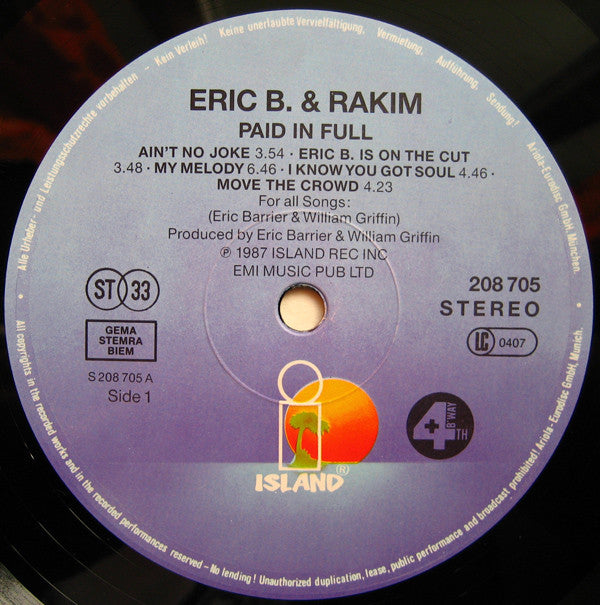 Alle Urheber- und Leistungsschutzrechte vorbehalten - Kein Verleih! Keine unerlaubte Vervielfältigung, Vermietung, Aufführung, Sendung! Ariola-Eurodisc GmbH München.
ERIC B. & RAKIM
PAID IN FULL
AIN'T NO JOKE 3.54 · ERIC B. IS ON THE CUT
3.48 · MY MELODY 6.46 · I KNOW YOU GOT SOUL 4.46 ·
MOVE THE CROWD 4.23
For all Songs:
(Eric Barrier & William Griffin)
Produced by Eric Barrier & William Griffin
℗ 1987 ISLAND REC INC
EMI MUSIC PUB LTD
ST 33
208 705
STEREO
GEMA
STEMRA
BIEM
LC 0407
S 208 705 A
Side 1
4TH B'WAY
ISLAND®
All copyrights in the recorded works and in the recorded performances reserved - No lending! Unauthorized duplication, lease, public performance and broadcast prohibited! Ariola-Eurodisc GmbH, Munich.